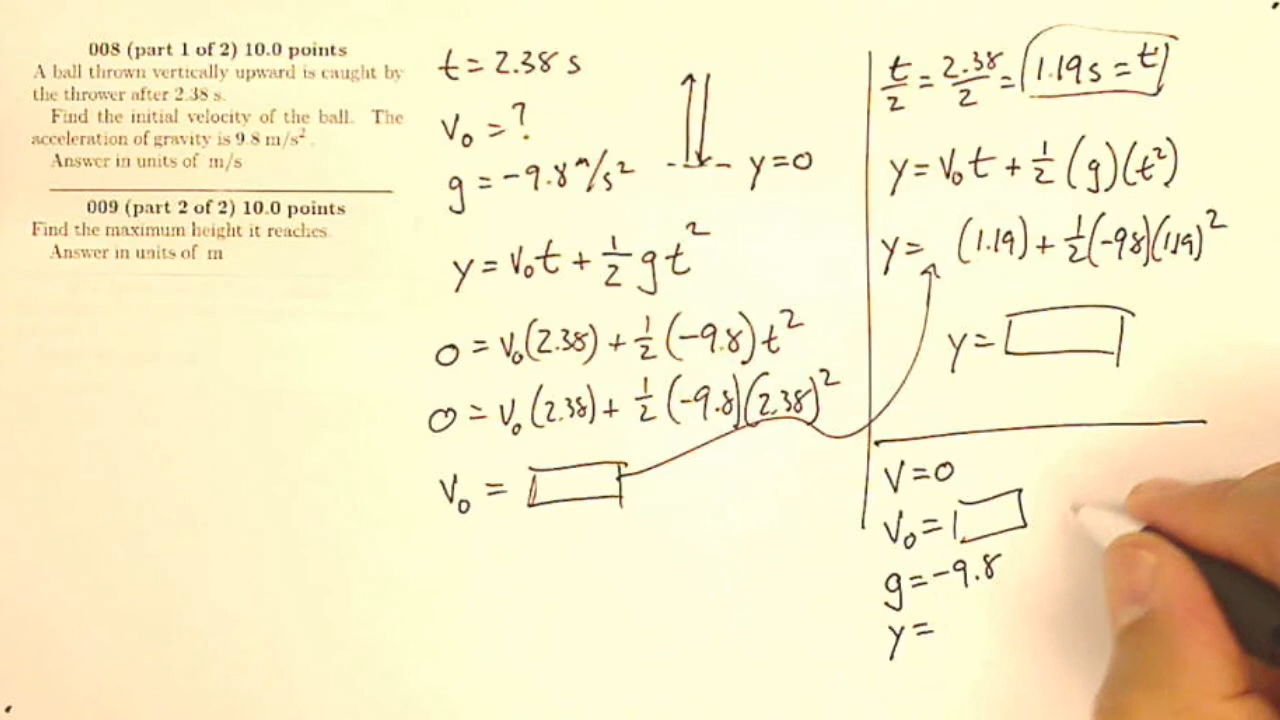 008 (part 1 of 2) 10.0 points
A ball thrown vertically upward is caught by
the thrower after 2.38 s.
Find the initial velocity of the ball. The
acceleration of gravity is 9.8 m/s² .
Answer in units of m/s
009 (part 2 of 2) 10.0 points
Find the maximum height it reaches.
Answer in units of m
t = 2.38 s
v₀ = ?
g = -9.8 m/s²
y=0
y = v₀t + 1/2 gt²
0 = v₀(2.38) + 1/2 (-9.8)t²
0 = v₀(2.38) + 1/2 (-9.8)(2.38)²
v₀ =
t/2 = 2.38/2 = 1.19 s = t
y = v₀t + 1/2 (g)(t²)
y = (1.19) + 1/2(-9.8)(1.19)²
y =
v = 0
v₀ =
g = -9.8
y =